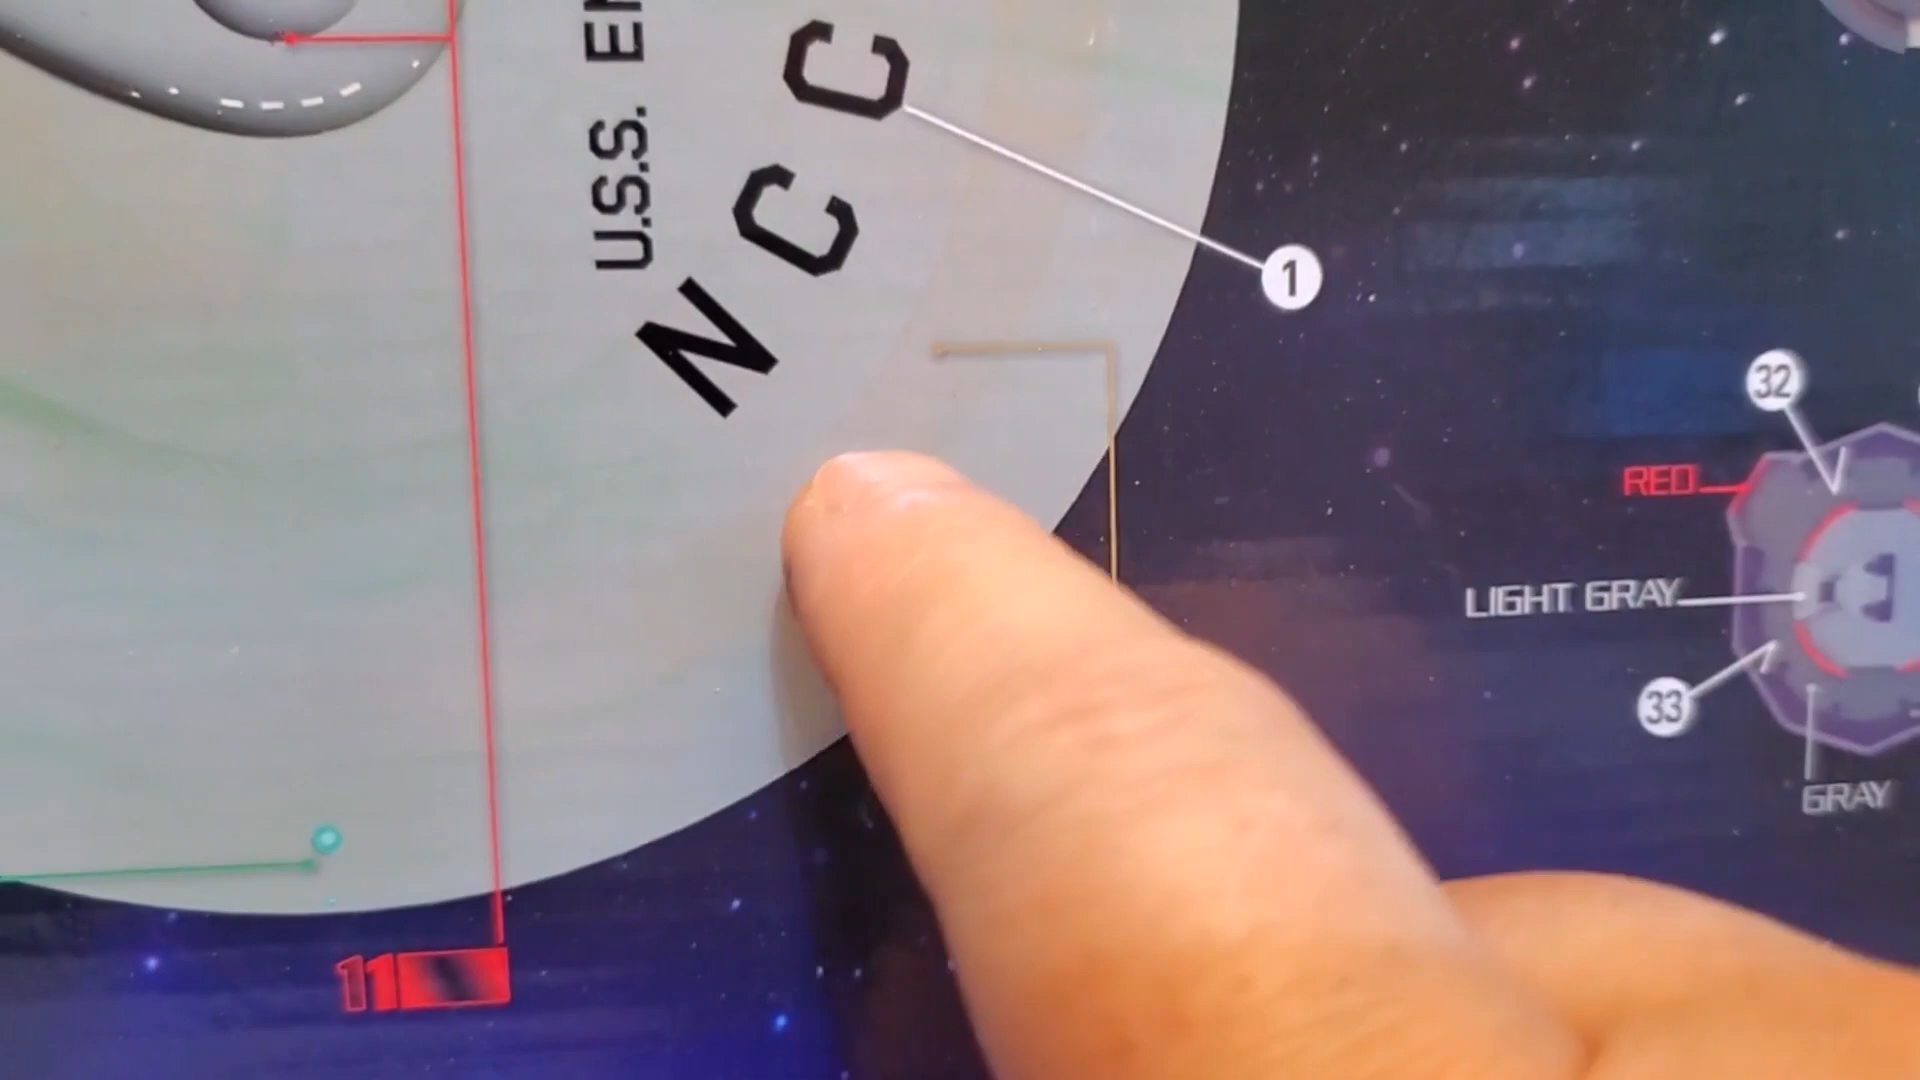 U.S.S. EN
NCC
1
32
RED
LIGHT GRAY
33
GRAY
11